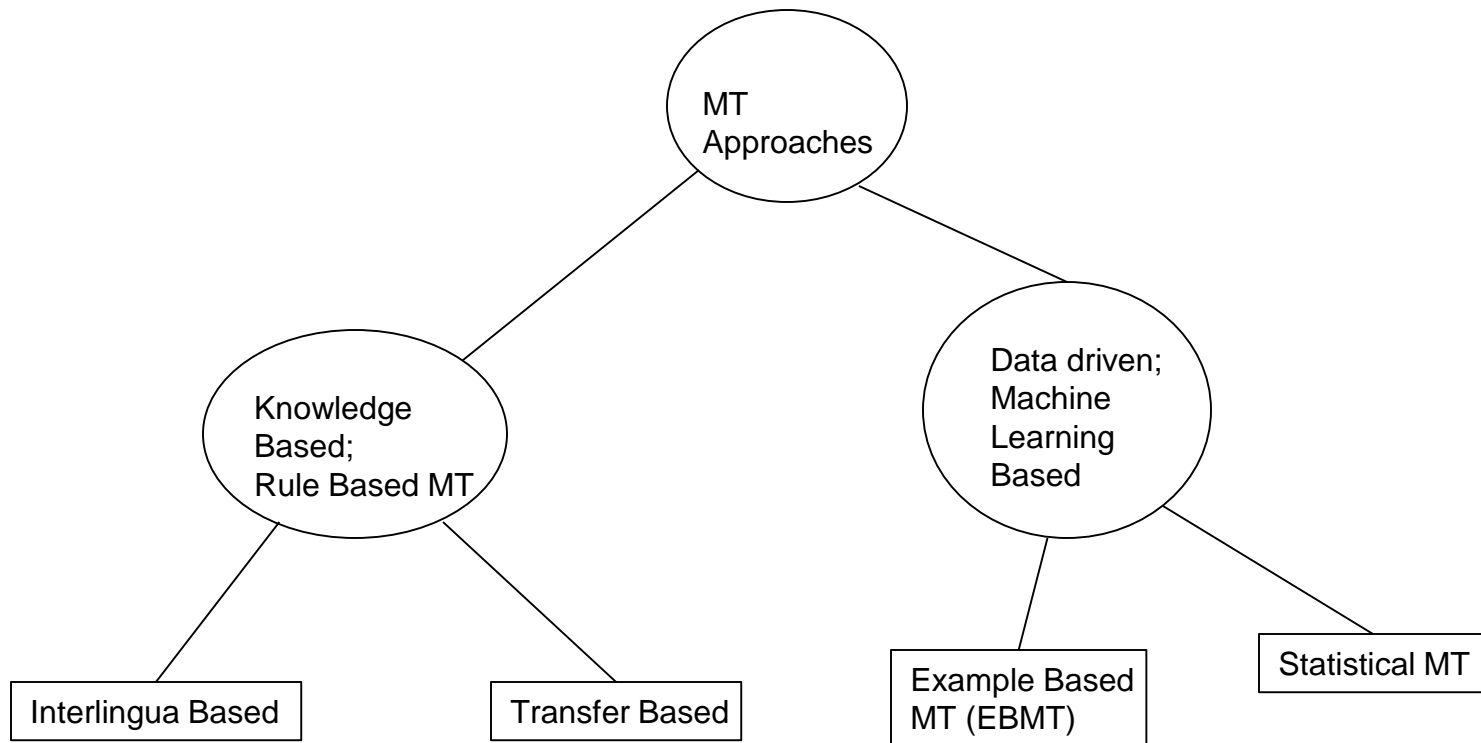 MT
Approaches
Knowledge
Based;
Rule Based MT
Data driven;
Machine
Learning
Based
Interlingua Based
Transfer Based
Example Based
MT (EBMT)
Statistical MT